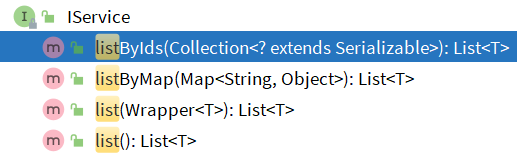 IService
listByIds(Collection<? extends Serializable>): List<T>
listByMap(Map<String, Object>): List<T>
list(Wrapper<T>): List<T>
list(): List<T>